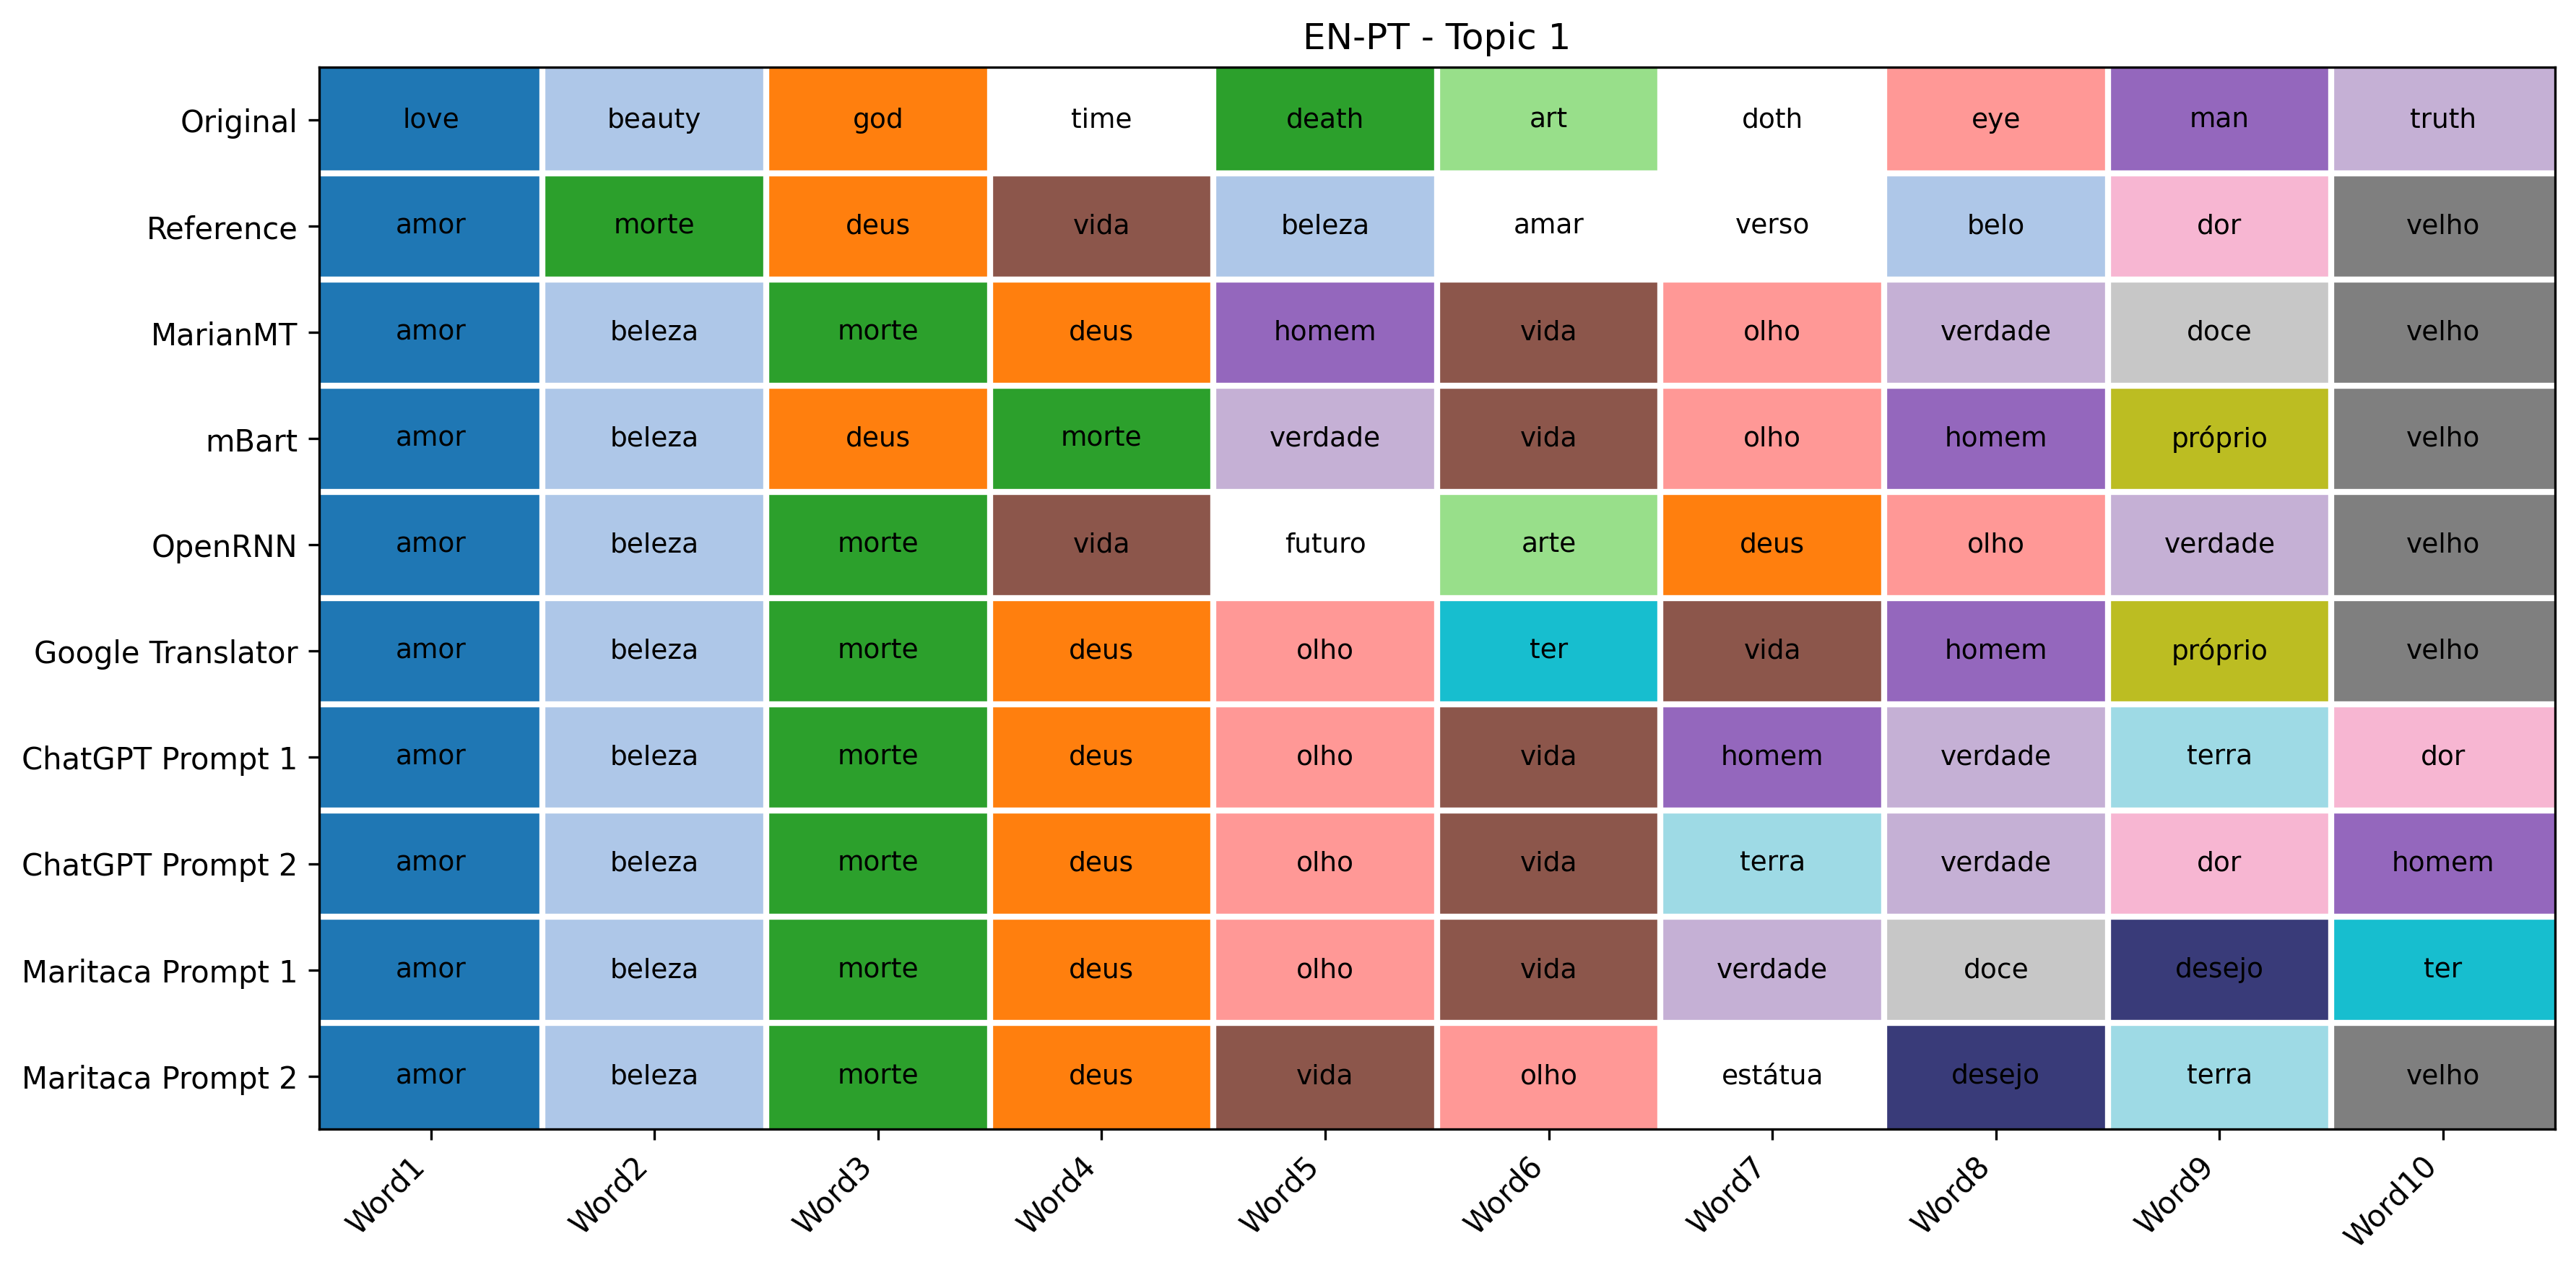 EN-PT - Topic 1
Original love beauty god time death art doth eye man truth
Reference amor morte deus vida beleza amar verso belo dor velho
MarianMT amor beleza morte deus homem vida olho verdade doce velho
mBart amor beleza deus morte verdade vida olho homem próprio velho
OpenRNN amor beleza morte vida futuro arte deus olho verdade velho
Google Translator amor beleza morte deus olho ter vida homem próprio velho
ChatGPT Prompt 1 amor beleza morte deus olho vida homem verdade terra dor
ChatGPT Prompt 2 amor beleza morte deus olho vida terra verdade dor homem
Maritaca Prompt 1 amor beleza morte deus olho vida verdade doce desejo ter
Maritaca Prompt 2 amor beleza morte deus vida olho estátua desejo terra velho
Word1 Word2 Word3 Word4 Word5 Word6 Word7 Word8 Word9 Word10